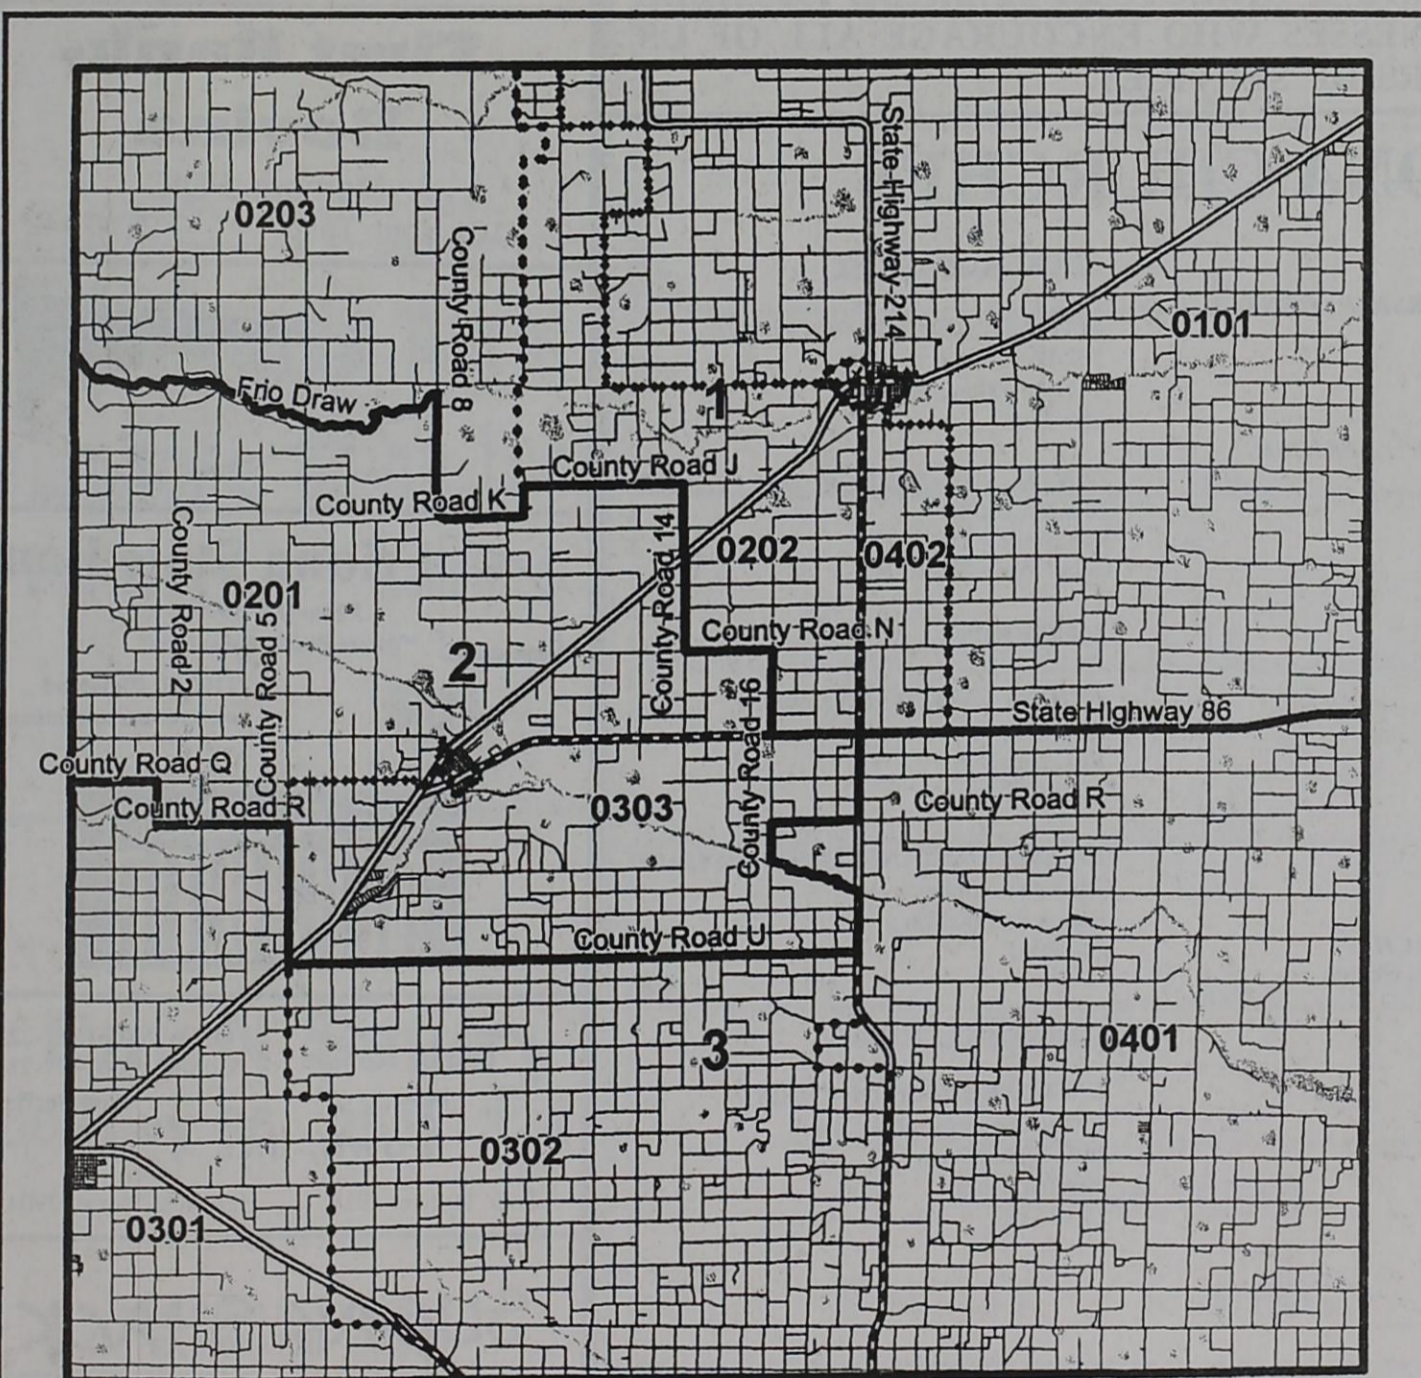 State Highway 214
0203
County Road 8
0101
Frio Draw
1
County Road J
County Road K
County Road 14
0202
0402
County Road 2
0201
County Road 5
County Road N
2
County Road 16
State Highway 86
County Road Q
County Road R
0303
County Road R
County Road U
3
0401
0302
0301